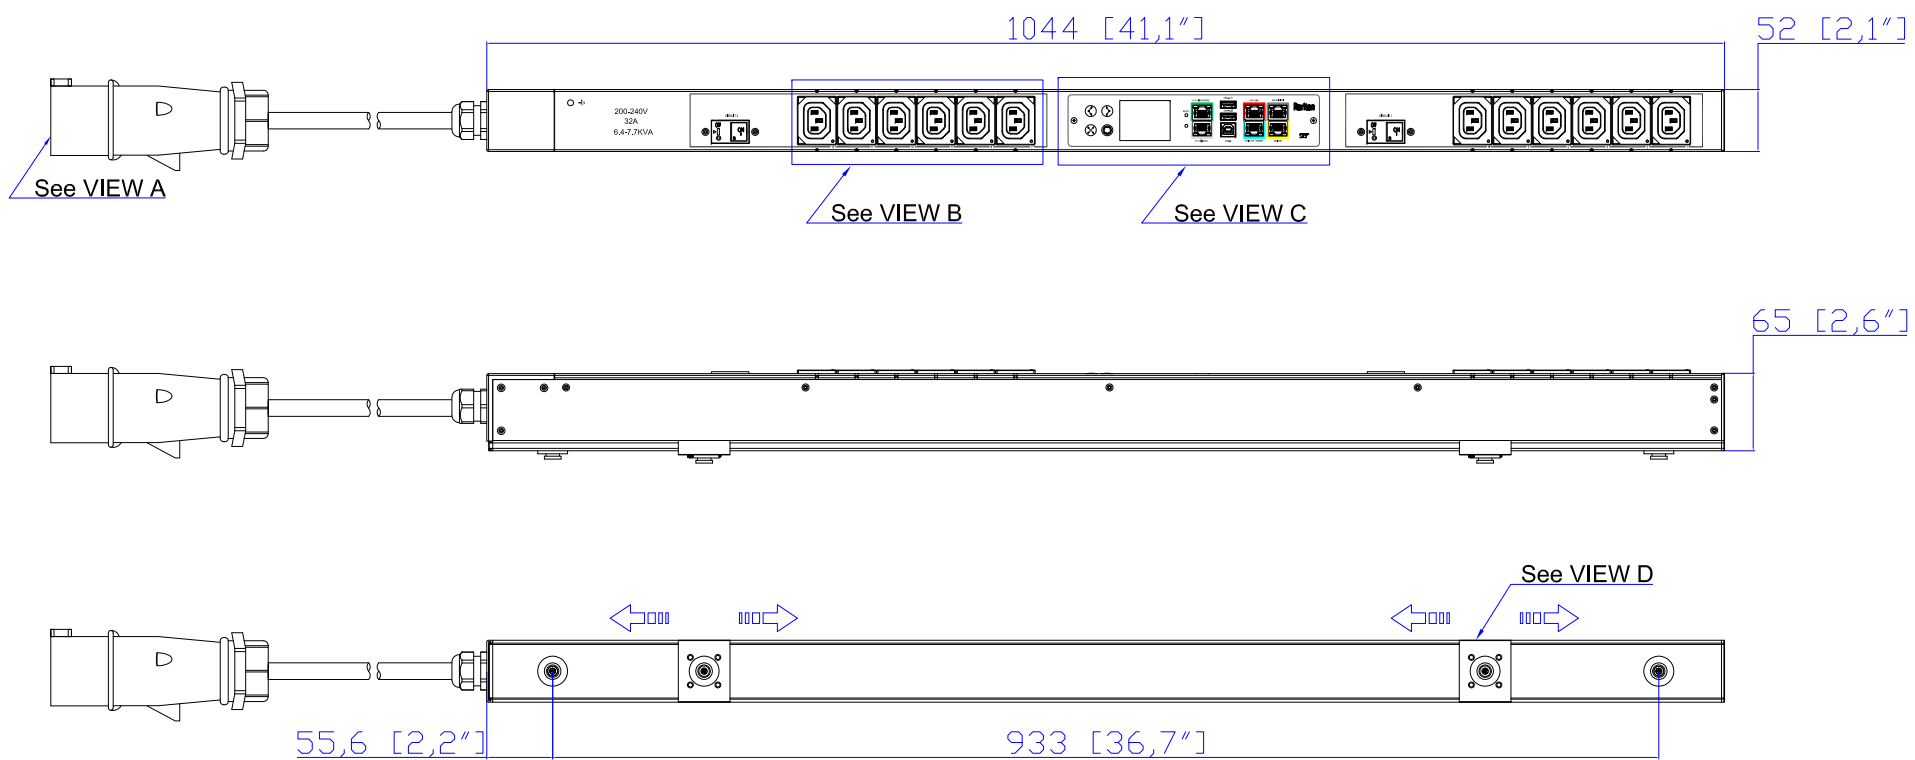 1044 [41,1"]
52 [2,1"]
200-240V
32A
6.4-7.7KVA
Raritan
See VIEW A
See VIEW B
See VIEW C
65 [2,6"]
See VIEW D
55,6 [2,2"]
933 [36,7"]